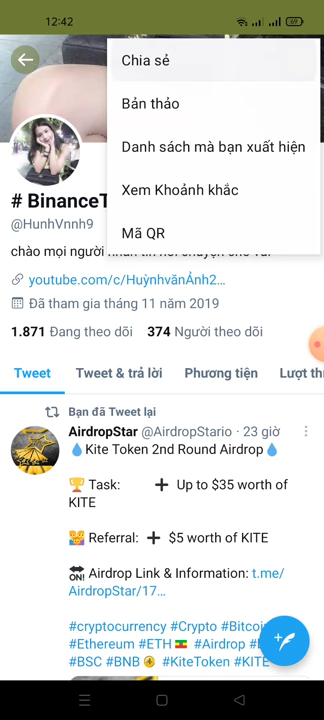 12:42
69
Chia sẻ
Bản thảo
Danh sách mà bạn xuất hiện
Xem Khoảnh khắc
Mã QR
# BinanceT
@HunhVnnh9
chào mọi người
youtube.com/c/HuỳnhvănẢnh2...
Đã tham gia tháng 11 năm 2019
1.871 Đang theo dõi 374 Người theo dõi
Tweet Tweet & trả lời Phương tiện Lượt th
Bạn đã Tweet lại
AirdropStar @AirdropStario · 23 giờ
💧Kite Token 2nd Round Airdrop💧
🏆 Task: ➕ Up to $35 worth of
KITE
👯 Referral: ➕ $5 worth of KITE
🔛 Airdrop Link & Information: t.me/
AirdropStar/17...
#cryptocurrency #Crypto #Bitcoi
#Ethereum #ETH 🇪🇹 #Airdrop
#BSC #BNB #KiteToken #KITE